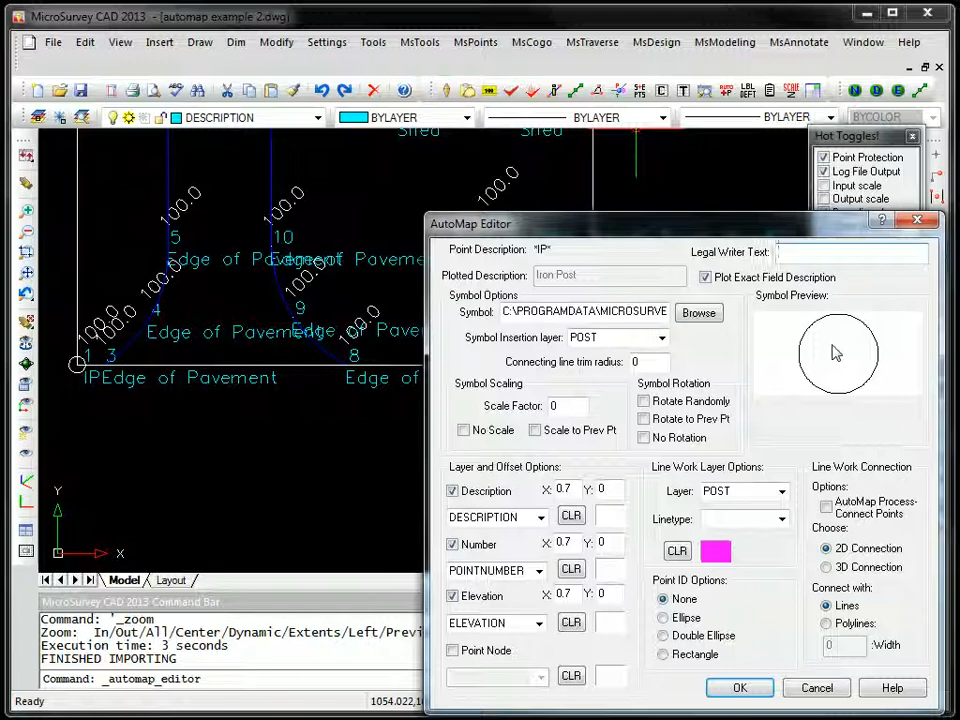 MicroSurvey CAD 2013 - [automap example 2.dwg]
File Edit View Insert Draw Dim Modify Settings Tools MsTools MsPoints MsCogo MsTraverse MsDesign MsModeling MsAnnotate Window Help
DESCRIPTION BYLAYER BYLAYER BYLAYER BYCOLOR
Hot Toggles!
Point Protection
Log File Output
Input scale
Output scale
Shed Shed
100.0 100.0 100.0
5 10
Edge of Pavement
100.0 100.0
4 9
Edge of Pavement
100.0 100.0 100.0
1 3 8
IP Edge of Pavement Edge of
Y
X
AutoMap Editor
Point Description: *IP*
Legal Writer Text:
Plotted Description: Iron Post
Plot Exact Field Description
Symbol Options
Symbol: C:\PROGRAMDATA\MICROSURVE Browse
Symbol Insertion layer: POST
Connecting line trim radius: 0
Symbol Preview:
Symbol Scaling
Scale Factor: 0
No Scale Scale to Prev Pt
Symbol Rotation
Rotate Randomly
Rotate to Prev Pt
No Rotation
Layer and Offset Options:
Description X: 0.7 Y: 0
DESCRIPTION CLR
Number X: 0.7 Y: 0
POINTNUMBER CLR
Elevation X: 0.7 Y: 0
ELEVATION CLR
Point Node
CLR
Line Work Layer Options:
Layer: POST
Linetype:
CLR
Point ID Options:
None
Ellipse
Double Ellipse
Rectangle
Line Work Connection
Options:
AutoMap Process-
Connect Points
Choose:
2D Connection
3D Connection
Connect with:
Lines
Polylines:
0 :Width
OK Cancel Help
Model Layout
MicroSurvey CAD 2013 Command Bar
Command: '_zoom
Zoom: In/Out/All/Center/Dynamic/Extents/Left/Previ
Execution time: 3 seconds
FINISHED IMPORTING
Command: _automap_editor
Ready